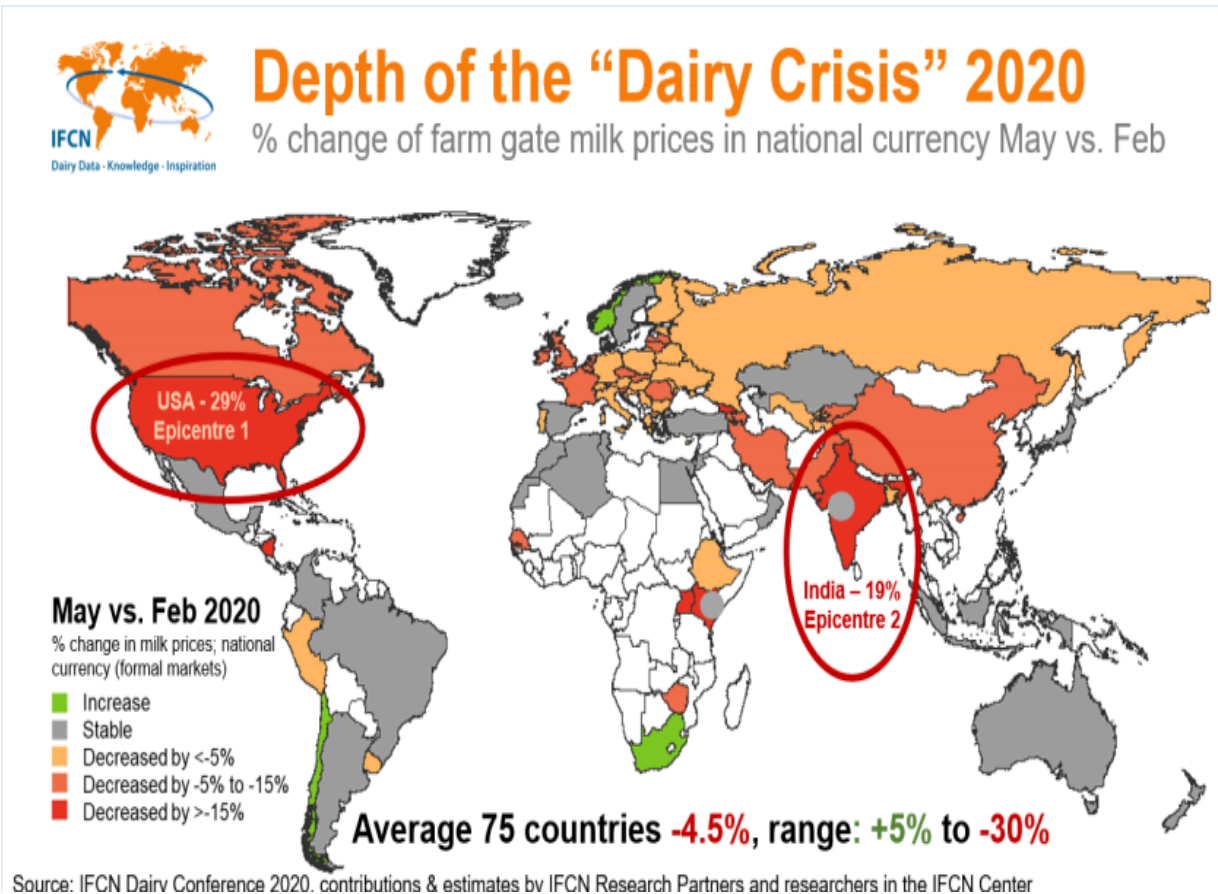 IFCN
Dairy Data - Knowledge - Inspiration
Depth of the “Dairy Crisis” 2020
% change of farm gate milk prices in national currency May vs. Feb
USA - 29%
Epicentre 1
India – 19%
Epicentre 2
May vs. Feb 2020
% change in milk prices; national
currency (formal markets)
Increase
Stable
Decreased by <-5%
Decreased by -5% to -15%
Decreased by >-15%
Average 75 countries -4.5%, range: +5% to -30%
Source: IFCN Dairy Conference 2020, contributions & estimates by IFCN Research Partners and researchers in the IFCN Center